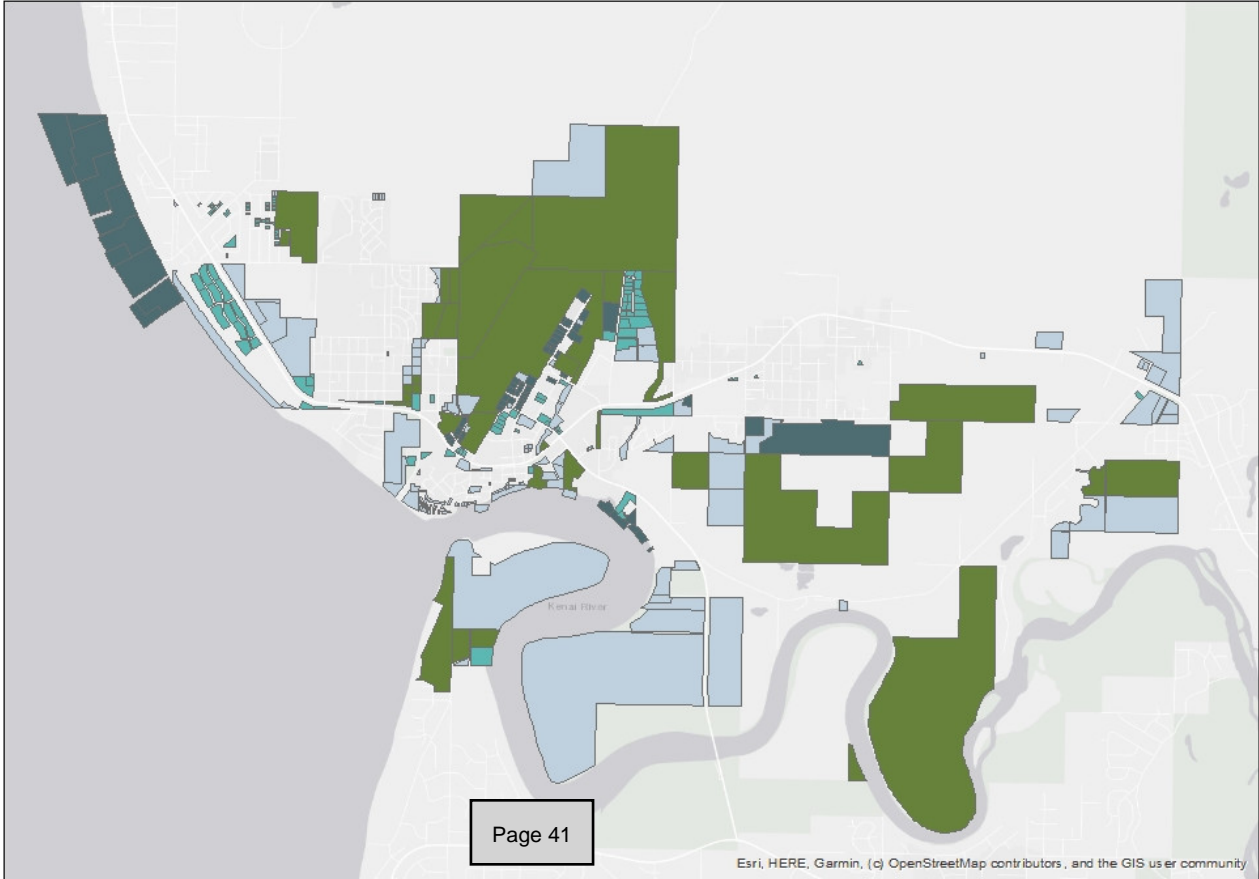 Kenai River
Page 41
Esri, HERE, Garmin, (c) OpenStreetMap contributors, and the GIS user community